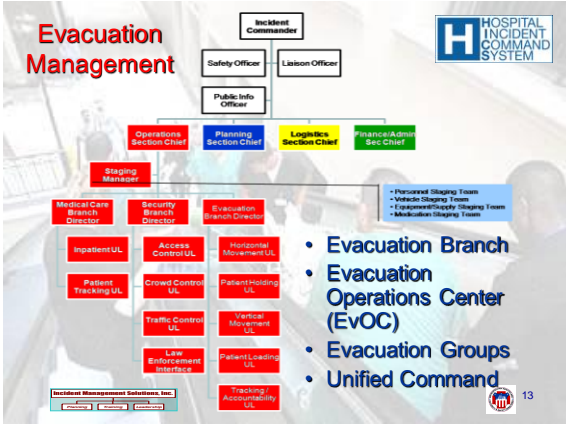 Evacuation
Management
Incident
Commander
HOSPITAL
INCIDENT
COMMAND
SYSTEM
H
Safety Officer
Liaison Officer
Public Info
Officer
Operations
Section Chief
Planning
Section Chief
Logistics
Section Chief
Finance/Admin
Sec Chief
Staging
Manager
• Personnel Staging Team
• Vehicle Staging Team
• Equipment/Supply Staging Team
• Medication Staging Team
Medical Care
Branch
Director
Security
Branch
Director
Evacuation
Branch Director
Inpatient UL
Access
Control UL
Horizontal
Movement UL
Patient
Tracking UL
Crowd Control
UL
Patient Holding
UL
Traffic Control
UL
Vertical
Movement
UL
Law
Enforcement
Interface
Patient Loading
UL
Tracking /
Accountability
UL
• Evacuation Branch
• Evacuation
Operations Center
(EvOC)
• Evacuation Groups
• Unified Command
Incident Management Solutions, Inc.
Planning
Training
Leadership
13